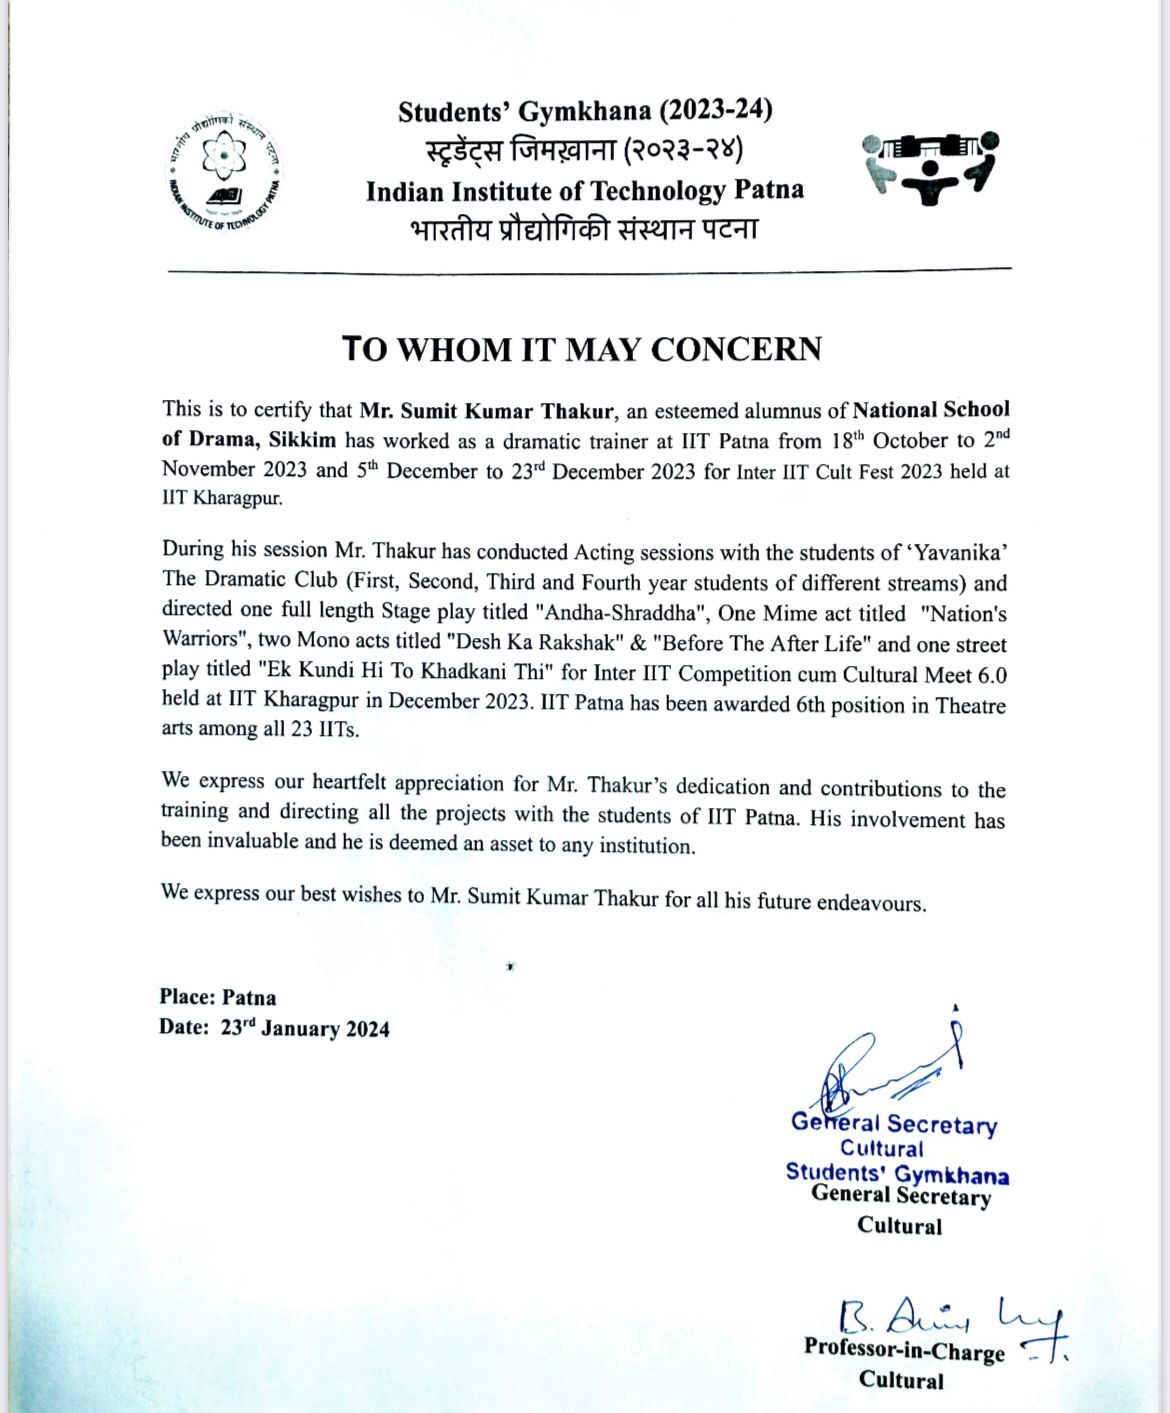 Students’ Gymkhana (2023-24)
स्टूडेंट्स जिमख़ाना (२०२३-२४)
Indian Institute of Technology Patna
भारतीय प्रौद्योगिकी संस्थान पटना
भारतीय प्रौद्योगिकी संस्थान पटना
INDIAN INSTITUTE OF TECHNOLOGY PATNA
TO WHOM IT MAY CONCERN
This is to certify that Mr. Sumit Kumar Thakur, an esteemed alumnus of National School
of Drama, Sikkim has worked as a dramatic trainer at IIT Patna from 18th October to 2nd
November 2023 and 5th December to 23rd December 2023 for Inter IIT Cult Fest 2023 held at
IIT Kharagpur.
During his session Mr. Thakur has conducted Acting sessions with the students of ‘Yavanika’
The Dramatic Club (First, Second, Third and Fourth year students of different streams) and
directed one full length Stage play titled "Andha-Shraddha", One Mime act titled "Nation's
Warriors", two Mono acts titled "Desh Ka Rakshak" & "Before The After Life" and one street
play titled "Ek Kundi Hi To Khadkani Thi" for Inter IIT Competition cum Cultural Meet 6.0
held at IIT Kharagpur in December 2023. IIT Patna has been awarded 6th position in Theatre
arts among all 23 IITs.
We express our heartfelt appreciation for Mr. Thakur’s dedication and contributions to the
training and directing all the projects with the students of IIT Patna. His involvement has
been invaluable and he is deemed an asset to any institution.
We express our best wishes to Mr. Sumit Kumar Thakur for all his future endeavours.
Place: Patna
Date: 23rd January 2024
General Secretary
Cultural
Students' Gymkhana
General Secretary
Cultural
B.
Professor-in-Charge
Cultural